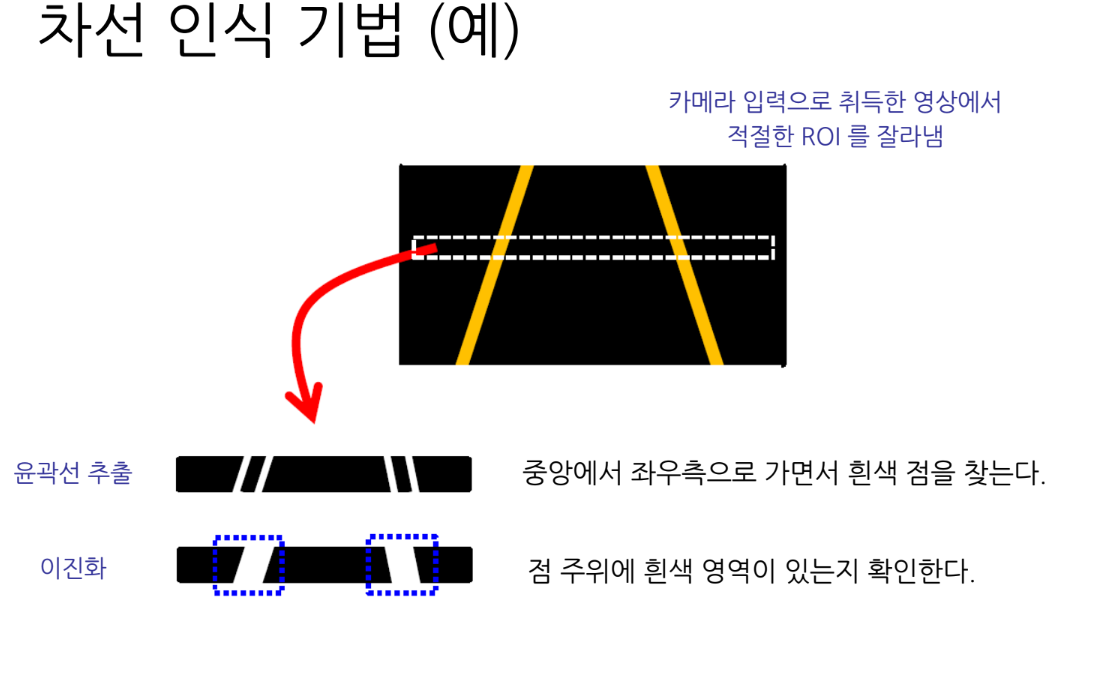 차선 인식 기법 (예)
카메라 입력으로 취득한 영상에서
적절한 ROI 를 잘라냄
윤곽선 추출
중앙에서 좌우측으로 가면서 흰색 점을 찾는다.
이진화
점 주위에 흰색 영역이 있는지 확인한다.